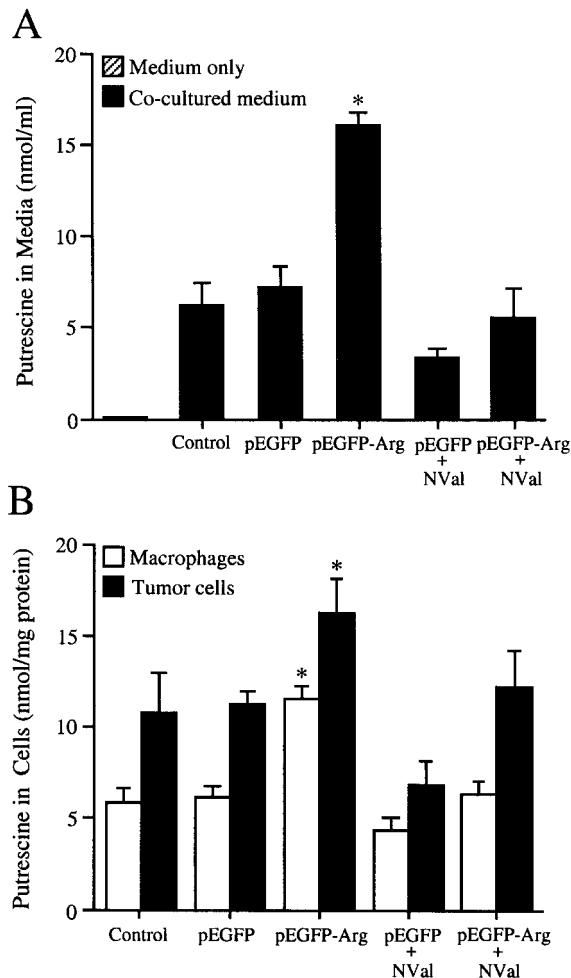 A
Putrescine in Media (nmol/ml)
20
15
10
5
0
Medium only
Co-cultured medium
*
Control
pEGFP
pEGFP-Arg
pEGFP
+
NVal
pEGFP-Arg
+
NVal
B
Putrescine in Cells (nmol/mg protein)
20
15
10
5
0
Macrophages
Tumor cells
*
*
Control
pEGFP
pEGFP-Arg
pEGFP
+
NVal
pEGFP-Arg
+
NVal